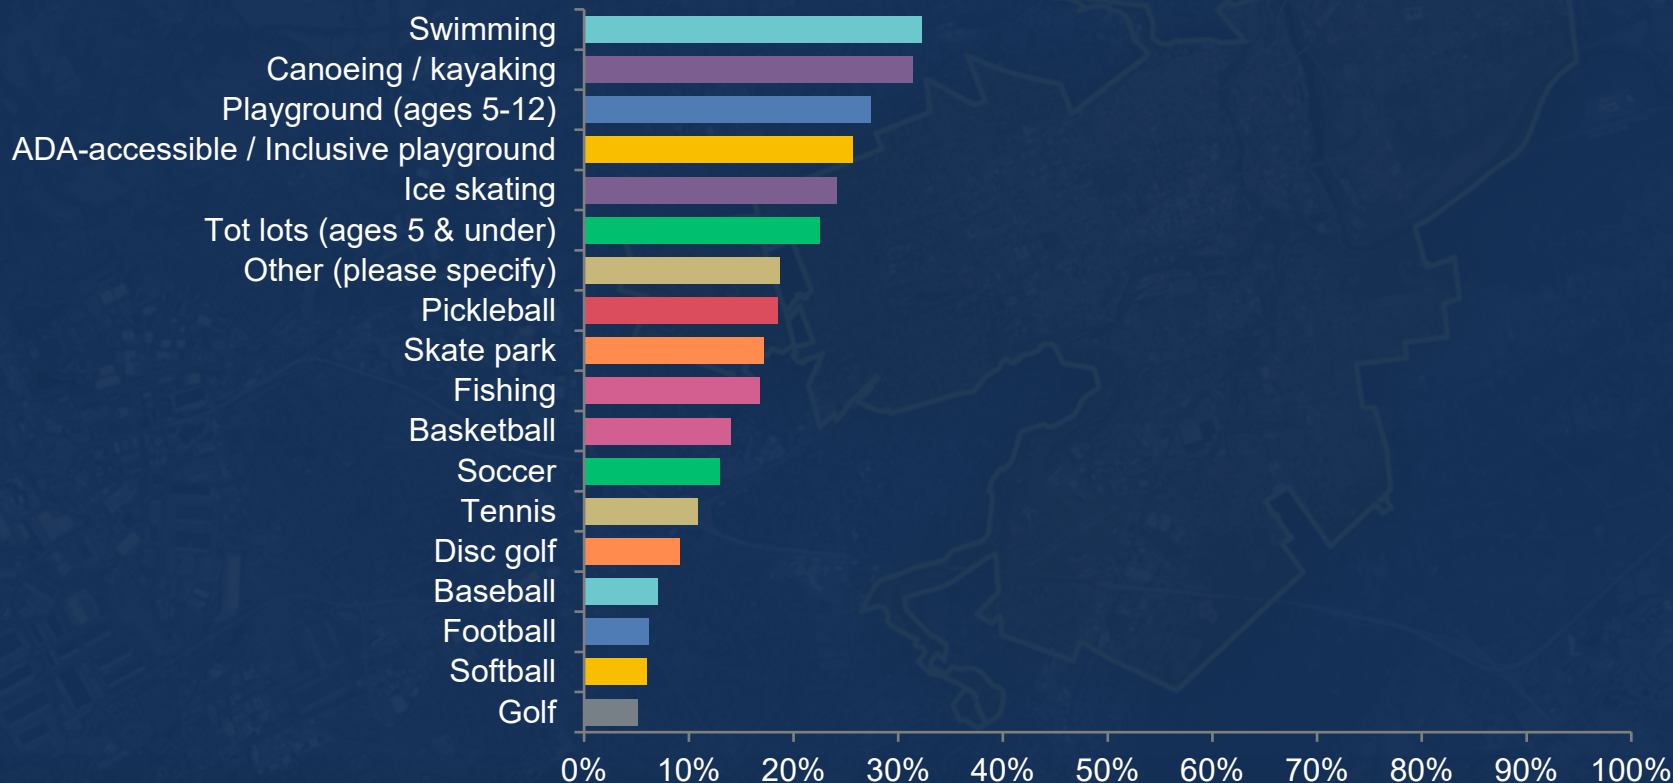 Swimming
Canoeing / kayaking
Playground (ages 5-12)
ADA-accessible / Inclusive playground
Ice skating
Tot lots (ages 5 & under)
Other (please specify)
Pickleball
Skate park
Fishing
Basketball
Soccer
Tennis
Disc golf
Baseball
Football
Softball
Golf
0% 10% 20% 30% 40% 50% 60% 70% 80% 90% 100%